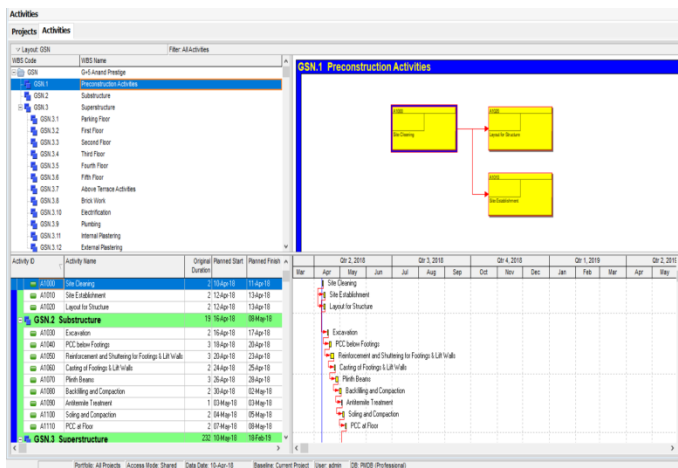 Activities
Projects Activities
Layout: GSN Filter: All Activities
WBS Code WBS Name
GSN G+5 Anand Prestige
GSN.1 Preconstruction Activities
GSN.2 Substructure
GSN.3 Superstructure
GSN.3.1 Parking Floor
GSN.3.2 First Floor
GSN.3.3 Second Floor
GSN.3.4 Third Floor
GSN.3.5 Fourth Floor
GSN.3.6 Fifth Floor
GSN.3.7 Above Terrace Activities
GSN.3.8 Brick Work
GSN.3.10 Electrification
GSN.3.9 Plumbing
GSN.3.11 Internal Plastering
GSN.3.12 External Plastering
GSN.1 Preconstruction Activities
A1000
Site Cleaning
A1020
Layout for Structure
A1010
Site Establishment
Activity ID Activity Name Original Duration Planned Start Planned Finish
A1000 Site Cleaning 2 10-Apr-18 11-Apr-18
A1010 Site Establishment 2 12-Apr-18 13-Apr-18
A1020 Layout for Structure 2 12-Apr-18 13-Apr-18
GSN.2 Substructure 19 16-Apr-18 08-May-18
A1030 Excavation 2 16-Apr-18 17-Apr-18
A1040 PCC below Footings 3 18-Apr-18 20-Apr-18
A1050 Reinforcement and Shuttering for Footings & Lift Walls 3 20-Apr-18 23-Apr-18
A1060 Casting of Footings & Lift Walls 2 24-Apr-18 25-Apr-18
A1070 Plinth Beams 3 26-Apr-18 28-Apr-18
A1080 Backfilling and Compaction 2 30-Apr-18 02-May-18
A1090 Antitermite Treatment 1 03-May-18 03-May-18
A1100 Soling and Compaction 2 04-May-18 05-May-18
A1110 PCC at Floor 2 07-May-18 08-May-18
GSN.3 Superstructure 232 10-May-18 18-Feb-19
Qtr 2, 2018 Qtr 3, 2018 Qtr 4, 2018 Qtr 1, 2019 Qtr 2, 2019
Mar Apr May Jun Jul Aug Sep Oct Nov Dec Jan Feb Mar Apr May
Site Cleaning
Site Establishment
Layout for Structure
Excavation
PCC below Footings
Reinforcement and Shuttering for Footings & Lift Walls
Casting of Footings & Lift Walls
Plinth Beams
Backfilling and Compaction
Antitermite Treatment
Soling and Compaction
PCC at Floor
Portfolio: All Projects Access Mode: Shared Data Date: 10-Apr-18 Baseline: Current Project User: admin DB: PMDB (Professional)